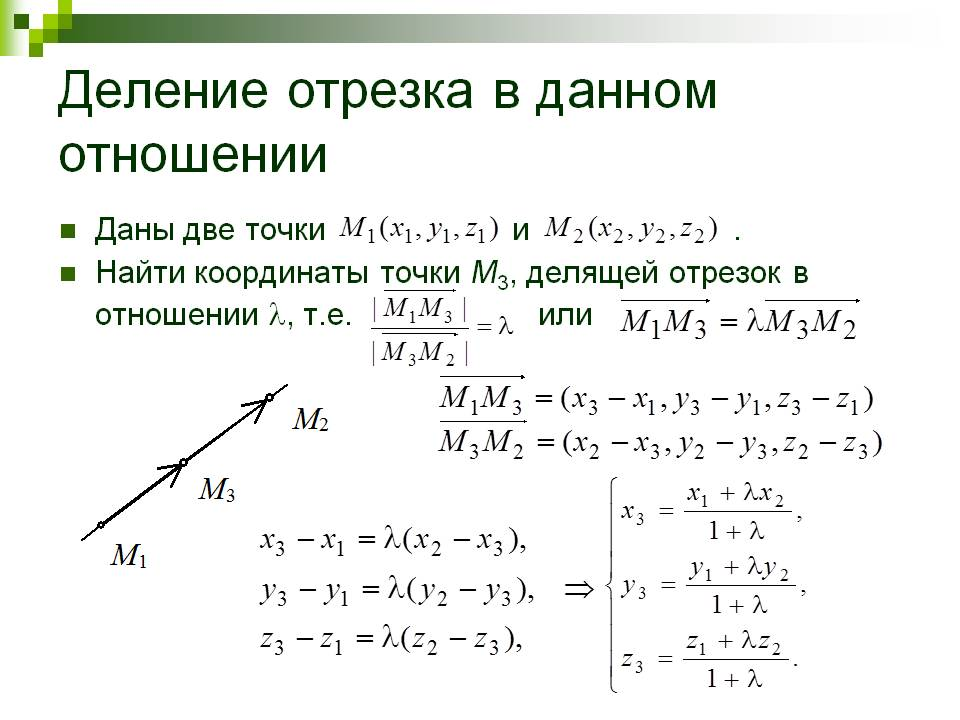 Деление отрезка в данном
отношении
Даны две точки M₁(x₁, y₁, z₁) и M₂(x₂, y₂, z₂) .
Найти координаты точки M₃, делящей отрезок в
отношении λ, т.е. |M₁M₃| / |M₃M₂| = λ или M₁M₃ = λM₃M₂
M₁M₃ = (x₃ − x₁, y₃ − y₁, z₃ − z₁)
M₃M₂ = (x₂ − x₃, y₂ − y₃, z₂ − z₃)
M₂
M₃
M₁
x₃ − x₁ = λ(x₂ − x₃),
y₃ − y₁ = λ(y₂ − y₃), ⇒
z₃ − z₁ = λ(z₂ − z₃),
x₃ = (x₁ + λx₂) / (1 + λ),
y₃ = (y₁ + λy₂) / (1 + λ),
z₃ = (z₁ + λz₂) / (1 + λ).